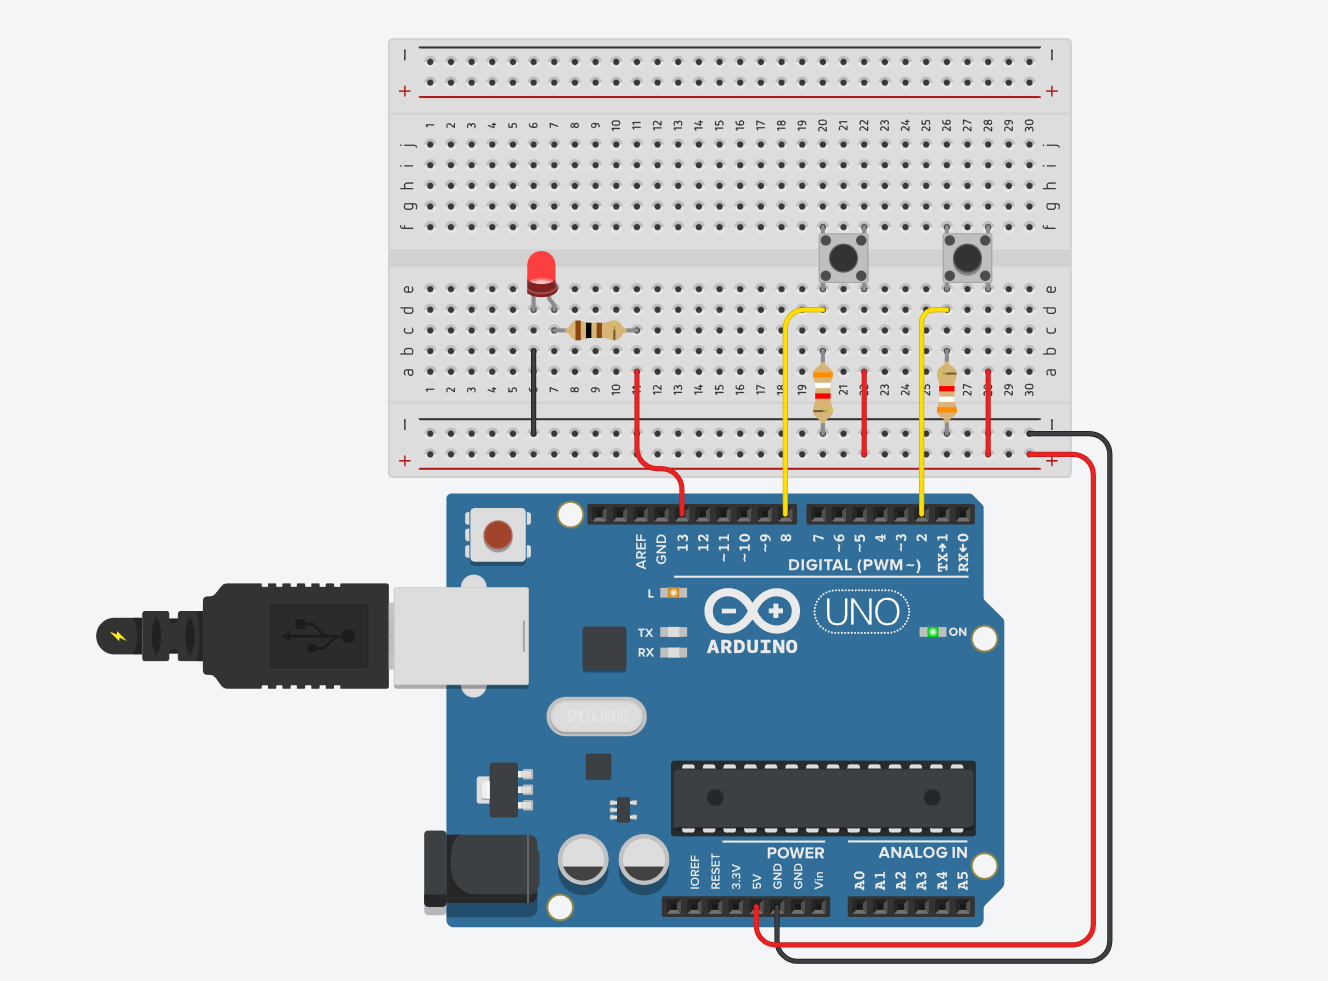 − −
+ +
1 2 3 4 5 6 7 8 9 10 11 12 13 14 15 16 17 18 19 20 21 22 23 24 25 26 27 28 29 30
j j
i i
h h
g g
f f
e e
d d
c c
b b
a a
1 2 3 4 5 6 7 8 9 10 11 12 13 14 15 16 17 18 19 20 21 22 23 24 25 26 27 28 29 30
− −
+ +
AREF GND 13 12 ~11 ~10 ~9 8 7 ~6 ~5 4 ~3 2 TX→1 RX←0
DIGITAL (PWM~)
L
UNO
TX
RX
ON
ARDUINO
SPK16.000G
POWER
ANALOG IN
IOREF RESET 3.3V 5V GND GND Vin A0 A1 A2 A3 A4 A5